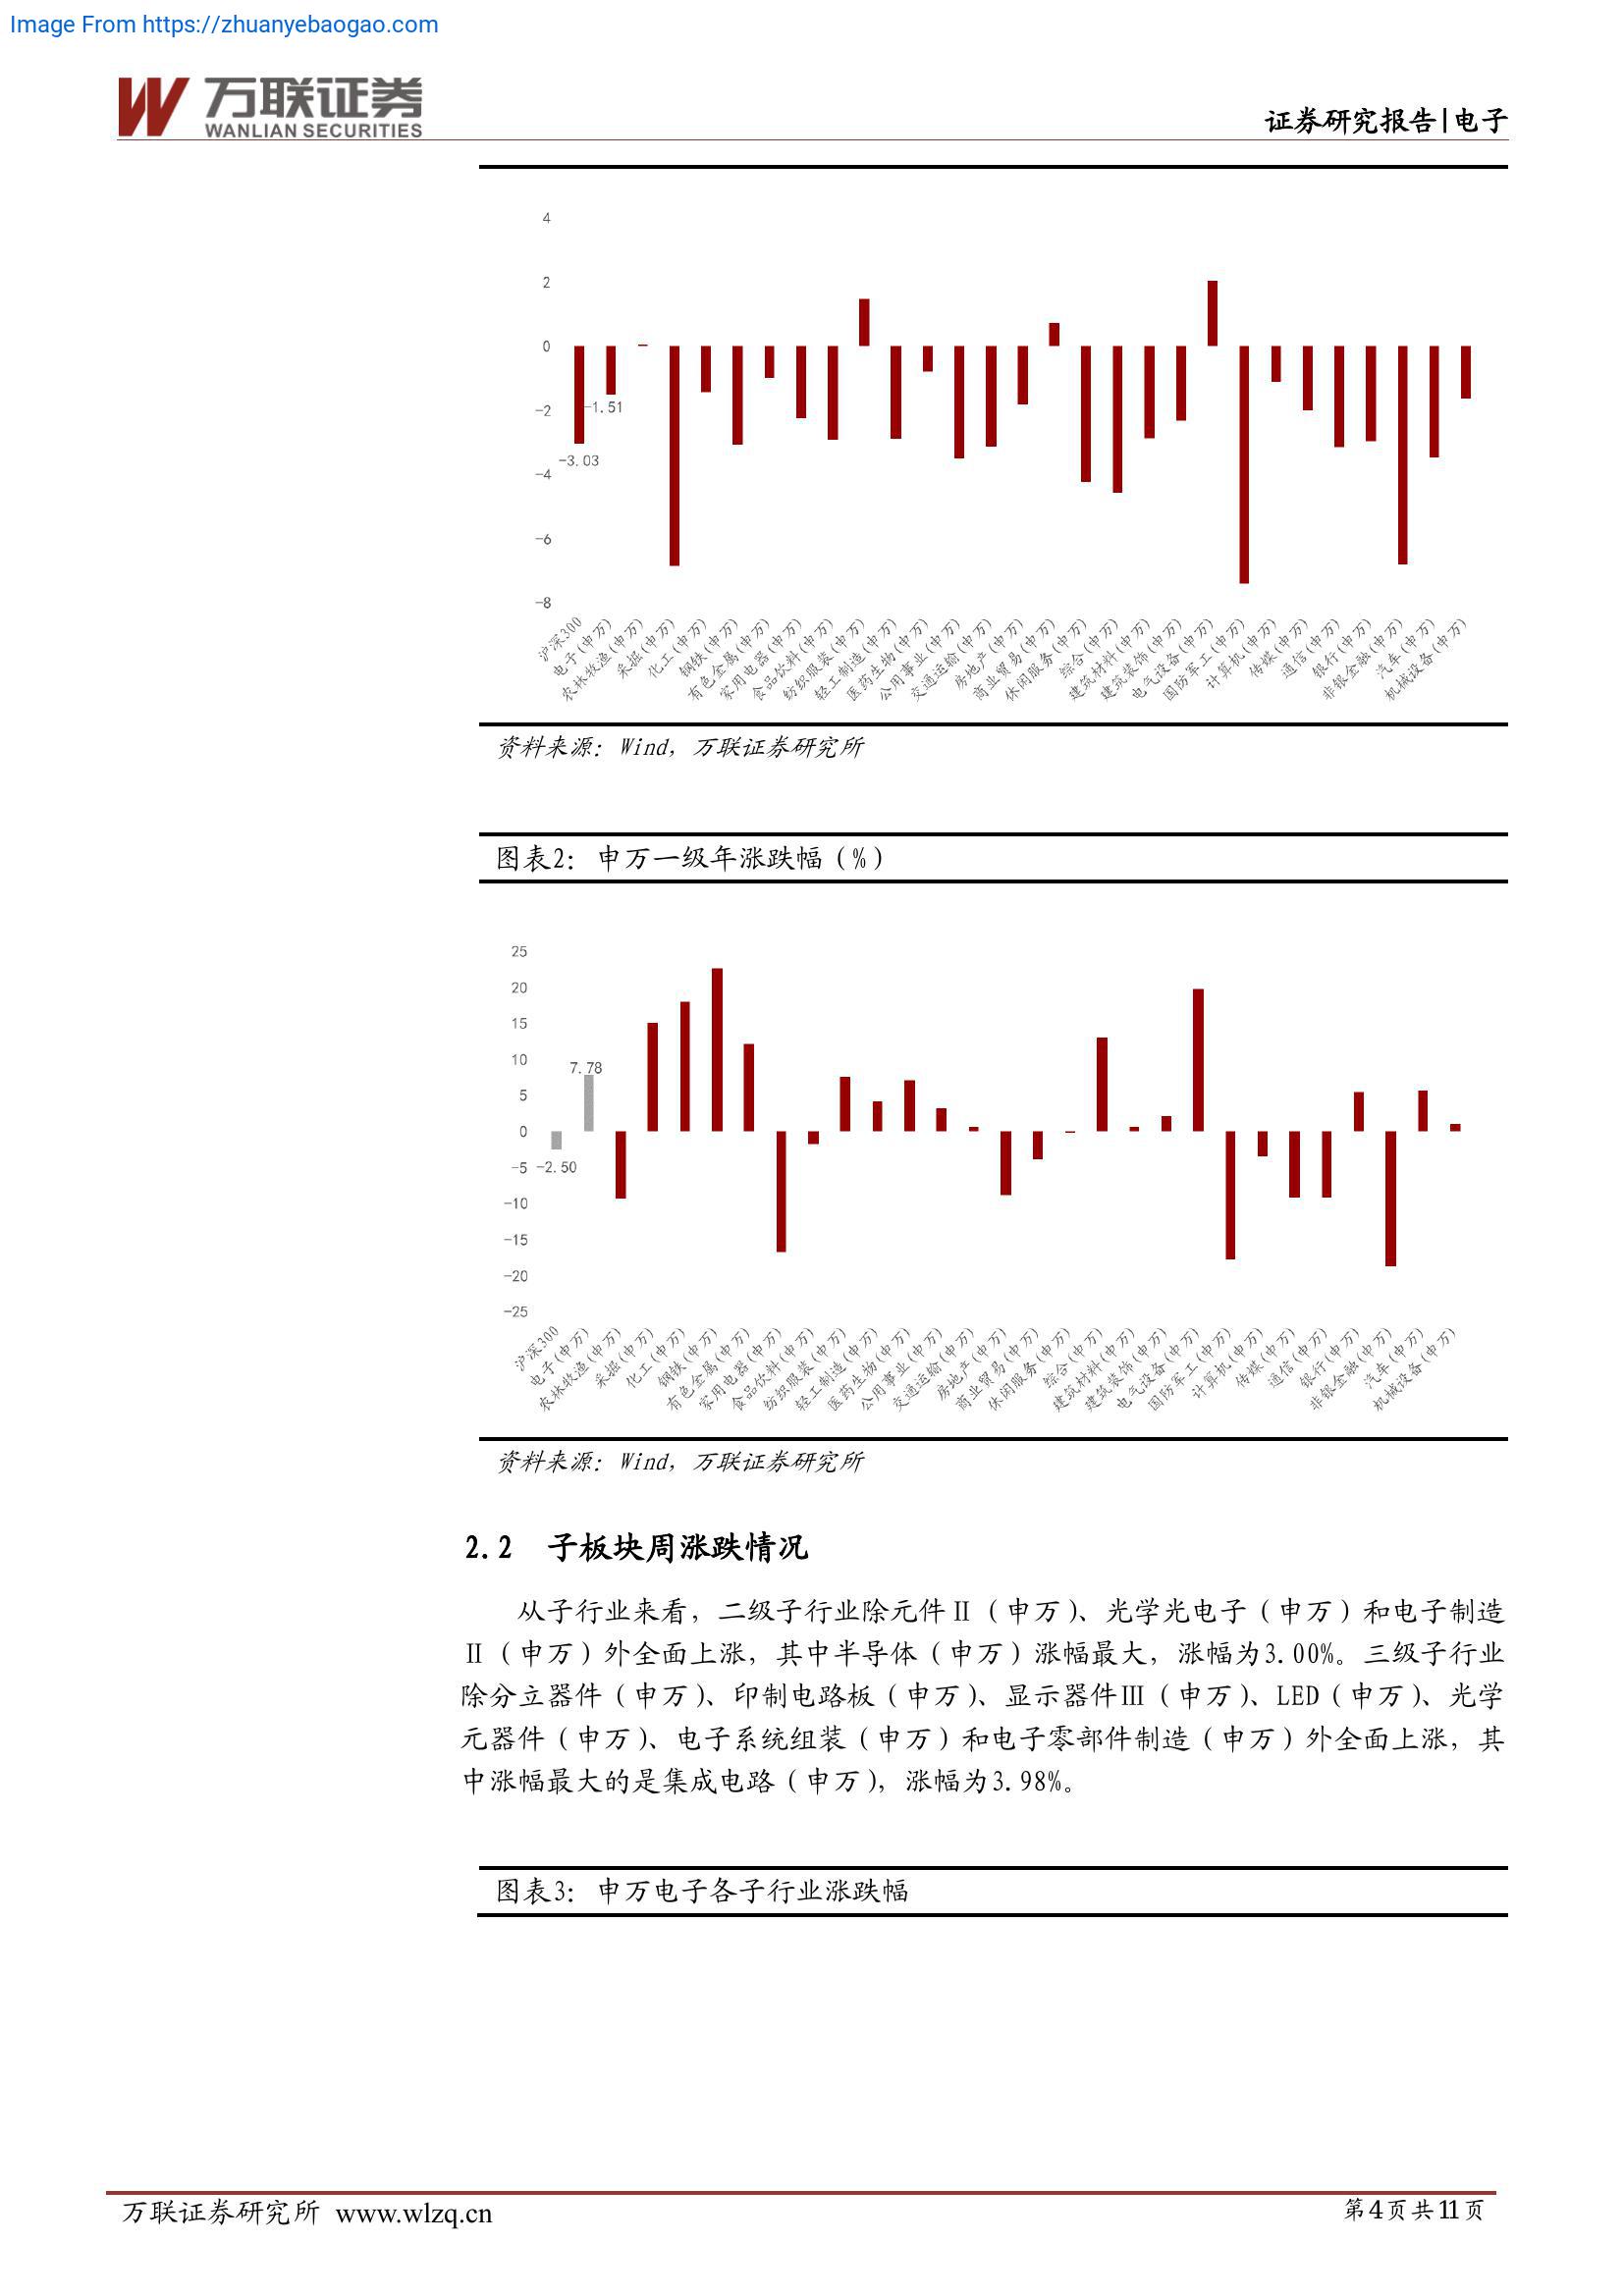 Image From https://zhuanyebaogao.com
万联证券
WANLIAN SECURITIES
证券研究报告|电子
4
2
0
-2
-4
-6
-8
-1.51
-3.03
沪深300
电子(申万)
农林牧渔(申万)
采掘(申万)
化工(申万)
钢铁(申万)
有色金属(申万)
家用电器(申万)
食品饮料(申万)
纺织服装(申万)
轻工制造(申万)
医药生物(申万)
公用事业(申万)
交通运输(申万)
房地产(申万)
商业贸易(申万)
休闲服务(申万)
综合(申万)
建筑材料(申万)
建筑装饰(申万)
电气设备(申万)
国防军工(申万)
计算机(申万)
传媒(申万)
通信(申万)
银行(申万)
非银金融(申万)
汽车(申万)
机械设备(申万)
资料来源：Wind，万联证券研究所
图表2：申万一级年涨跌幅（%）
25
20
15
10
5
0
-5
-10
-15
-20
-25
7.78
-2.50
沪深300
电子(申万)
农林牧渔(申万)
采掘(申万)
化工(申万)
钢铁(申万)
有色金属(申万)
家用电器(申万)
食品饮料(申万)
纺织服装(申万)
轻工制造(申万)
医药生物(申万)
公用事业(申万)
交通运输(申万)
房地产(申万)
商业贸易(申万)
休闲服务(申万)
综合(申万)
建筑材料(申万)
建筑装饰(申万)
电气设备(申万)
国防军工(申万)
计算机(申万)
传媒(申万)
通信(申万)
银行(申万)
非银金融(申万)
汽车(申万)
机械设备(申万)
资料来源：Wind，万联证券研究所
2.2 子板块周涨跌情况
从子行业来看，二级子行业除元件Ⅱ（申万）、光学光电子（申万）和电子制造
Ⅱ（申万）外全面上涨，其中半导体（申万）涨幅最大，涨幅为3.00%。三级子行业
除分立器件（申万）、印制电路板（申万）、显示器件Ⅲ（申万）、LED（申万）、光学
元器件（申万）、电子系统组装（申万）和电子零部件制造（申万）外全面上涨，其
中涨幅最大的是集成电路（申万），涨幅为3.98%。
图表3：申万电子各子行业涨跌幅
万联证券研究所 www.wlzq.cn
第4页共11页